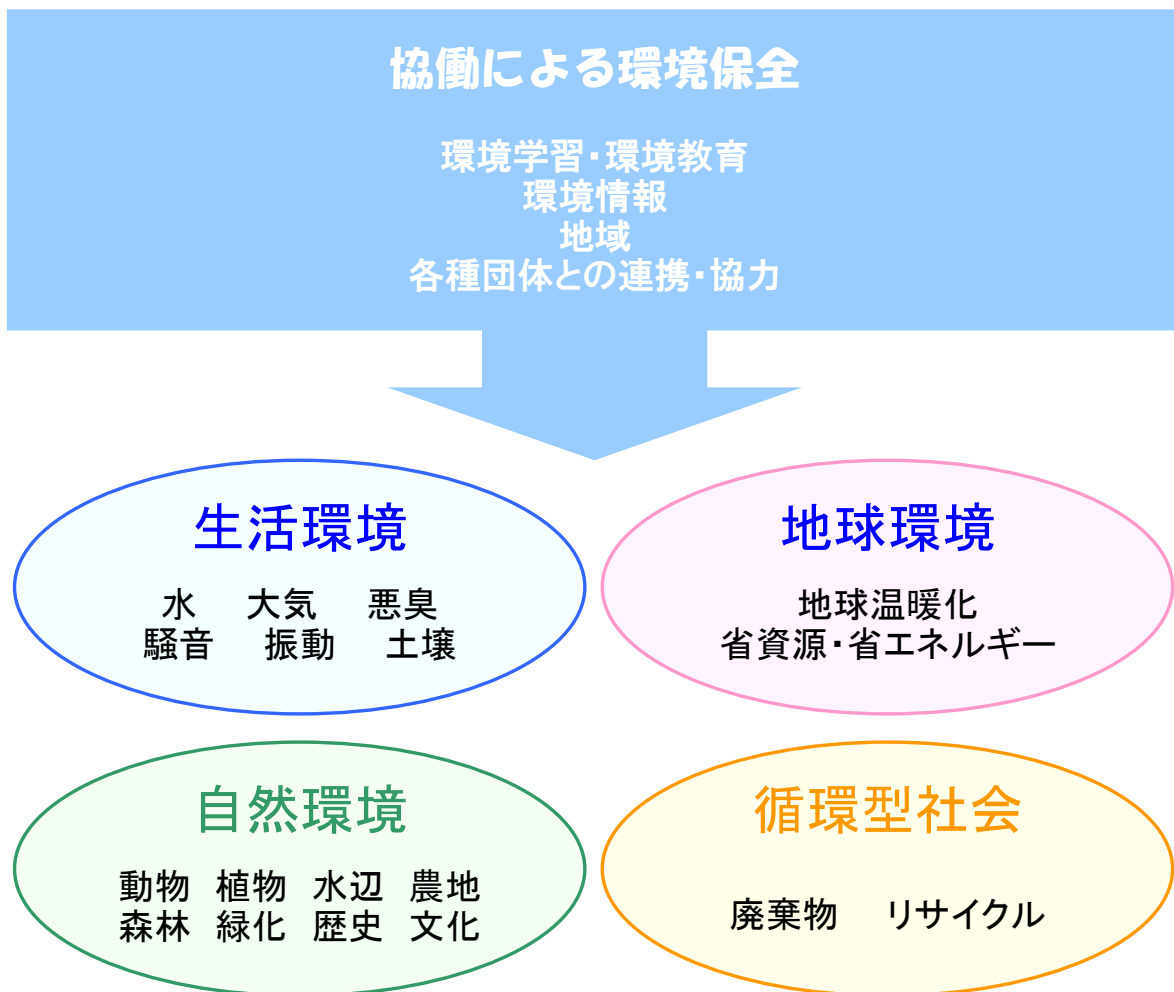 協働による環境保全
環境学習・環境教育
環境情報
地域
各種団体との連携・協力
生活環境
水 大気 悪臭
騒音 振動 土壌
地球環境
地球温暖化
省資源・省エネルギー
自然環境
動物 植物 水辺 農地
森林 緑化 歴史 文化
循環型社会
廃棄物 リサイクル